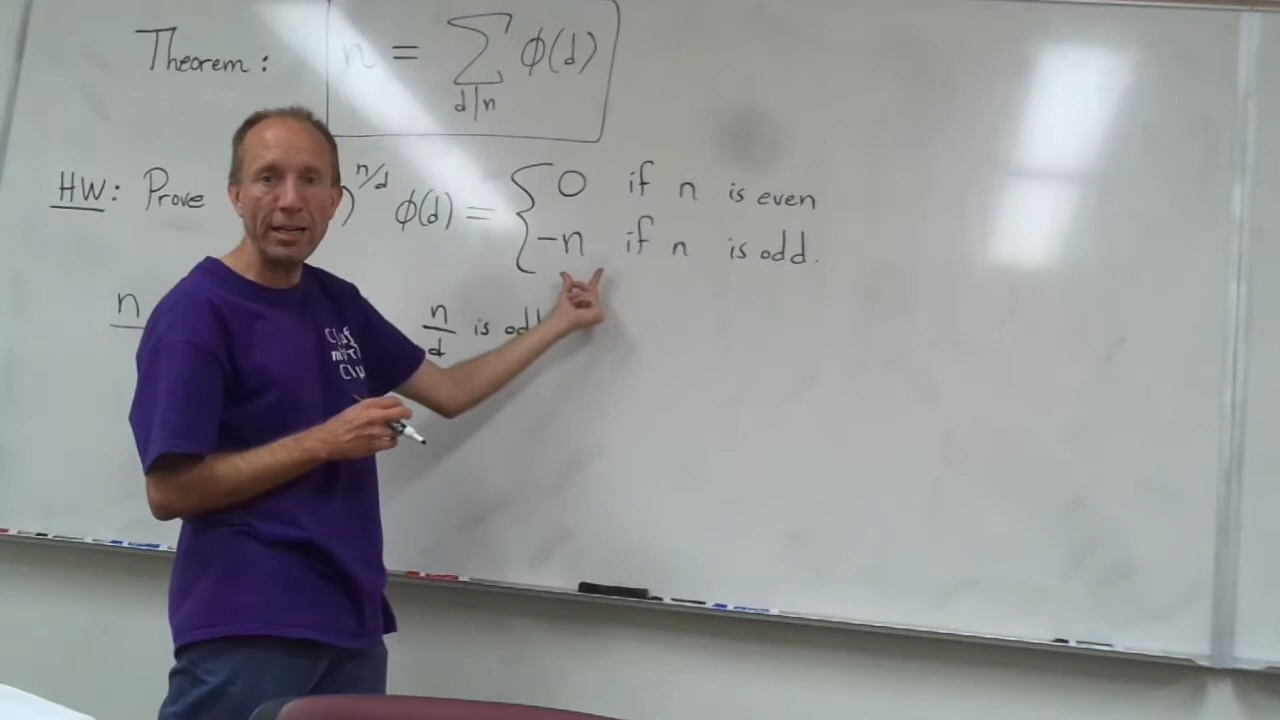 Theorem: n = ∑ ϕ(d)
d|n
HW: Prove )^{n/d} ϕ(d) = { 0 if n is even
-n if n is odd.
n
n/d is odd